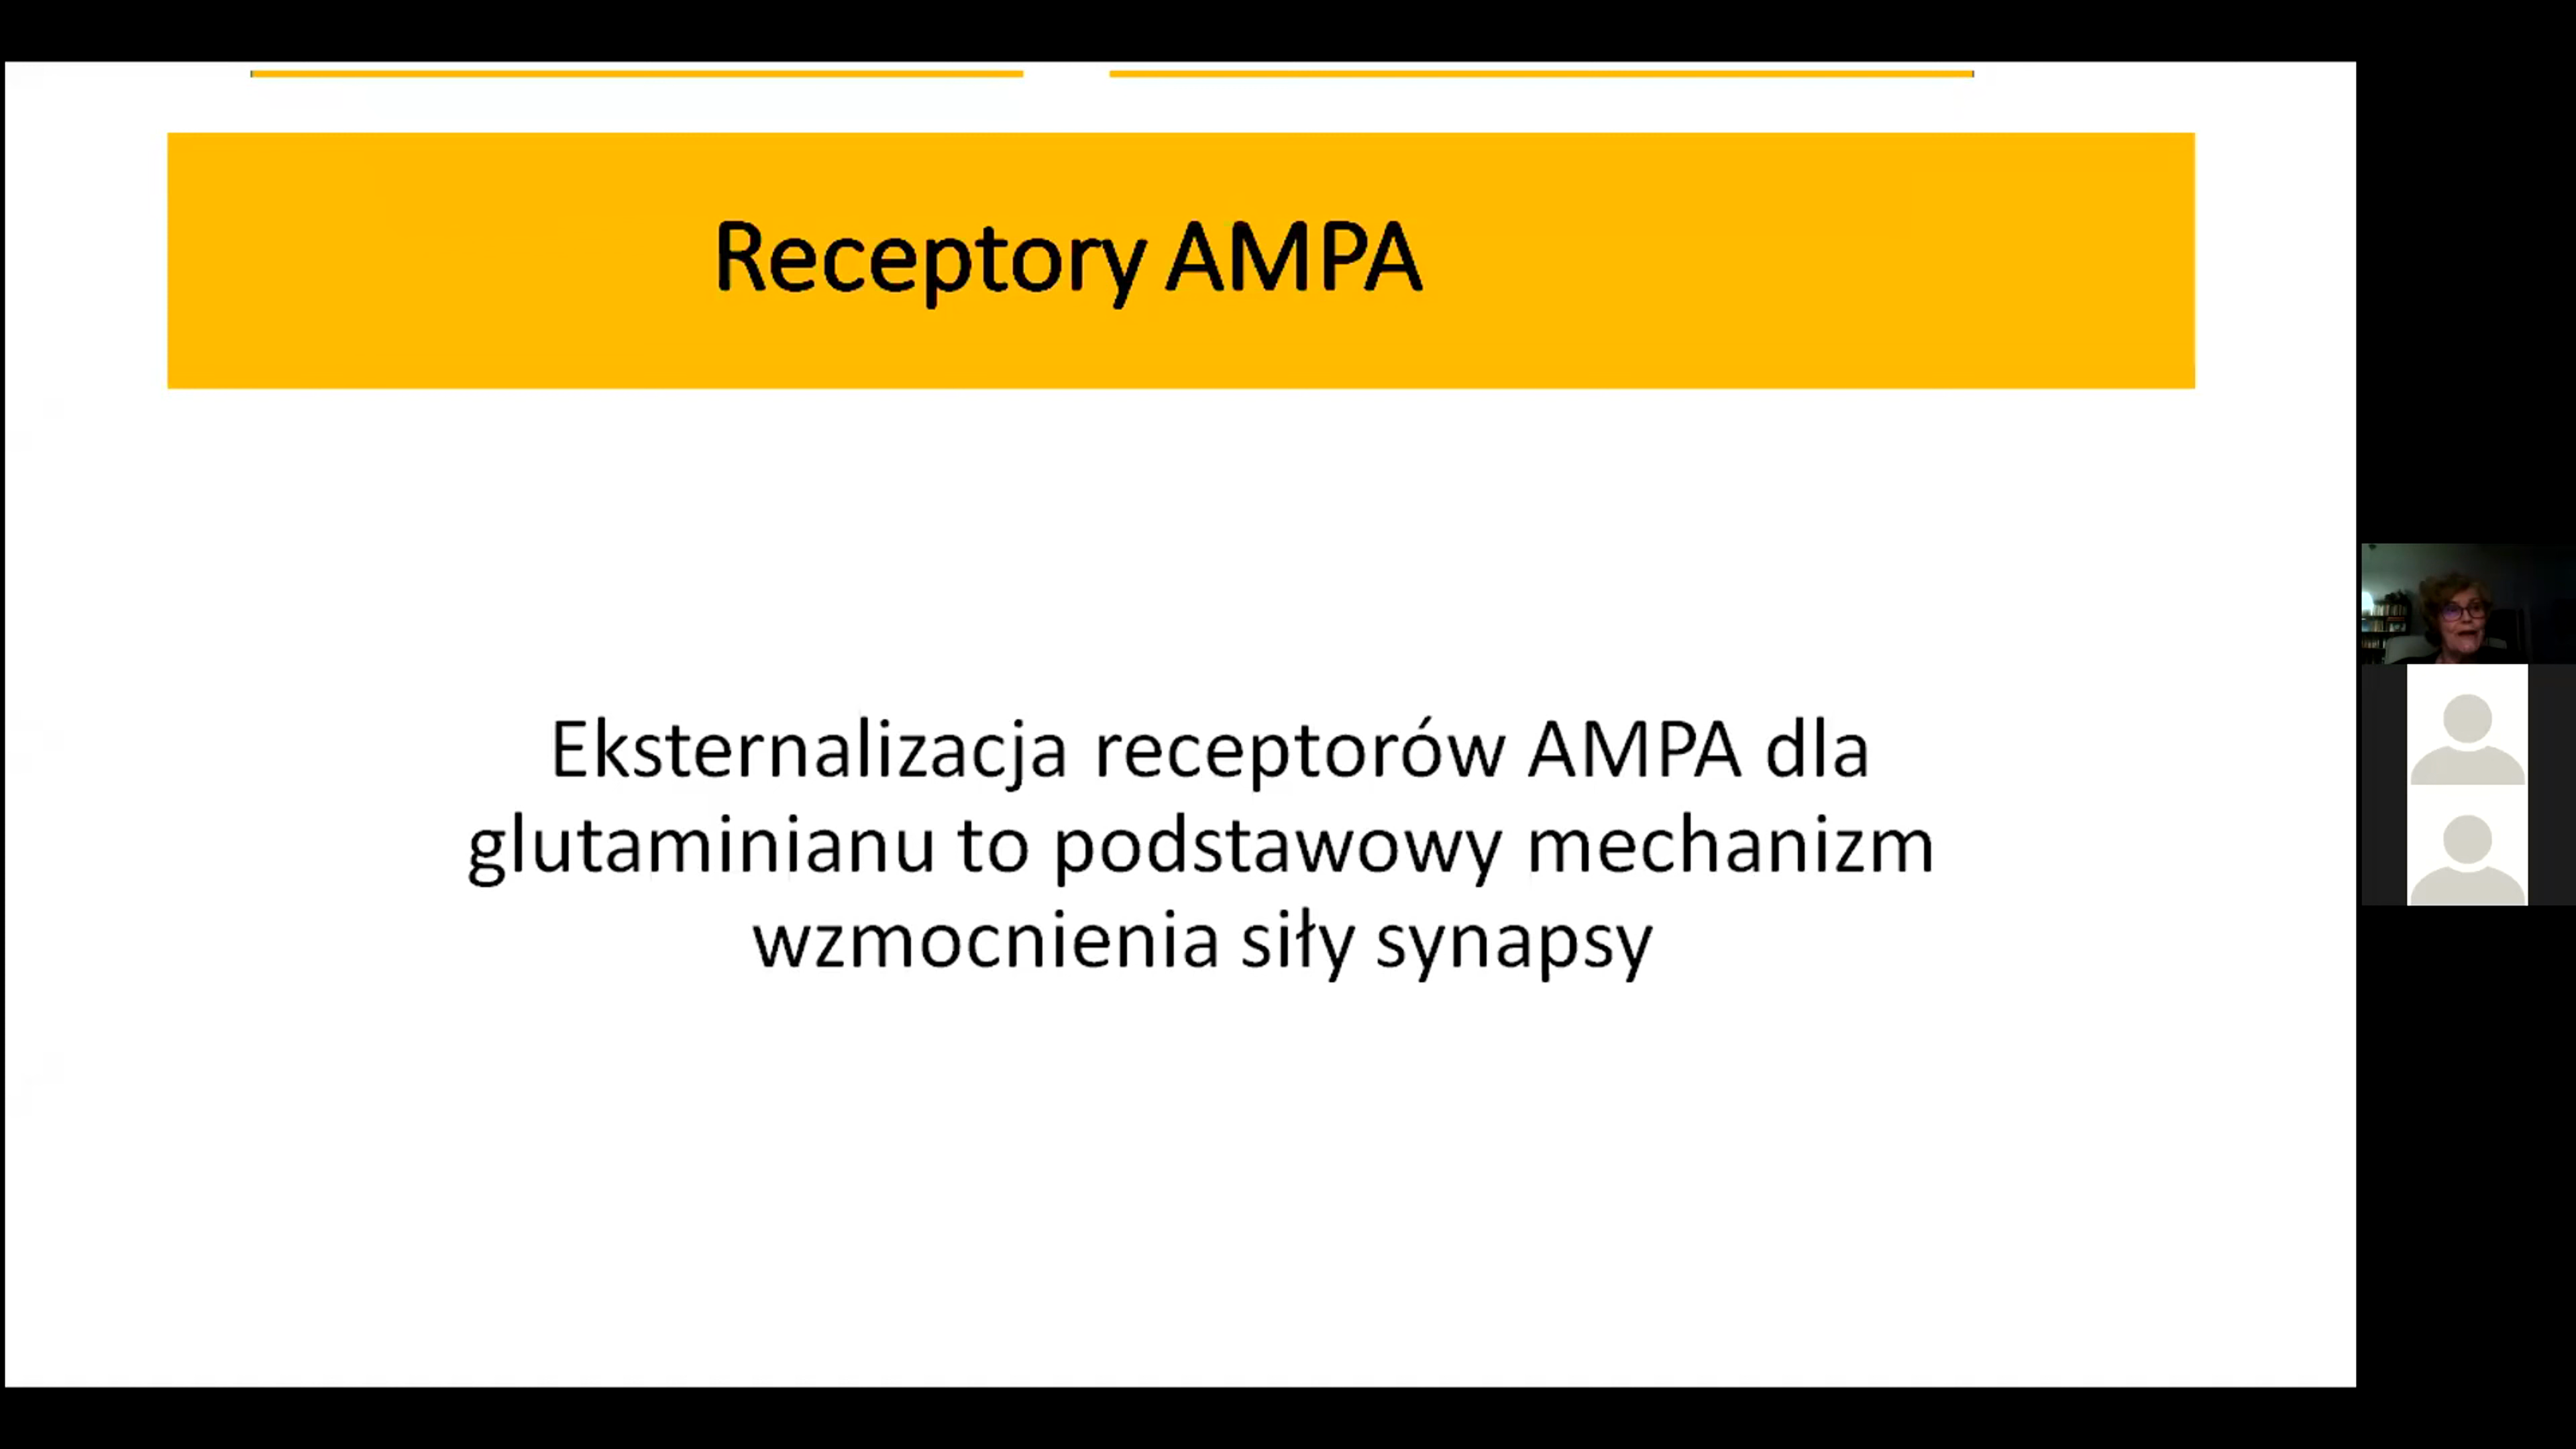 Receptory AMPA
Eksternalizacja receptorów AMPA dla
glutaminianu to podstawowy mechanizm
wzmocnienia siły synapsy